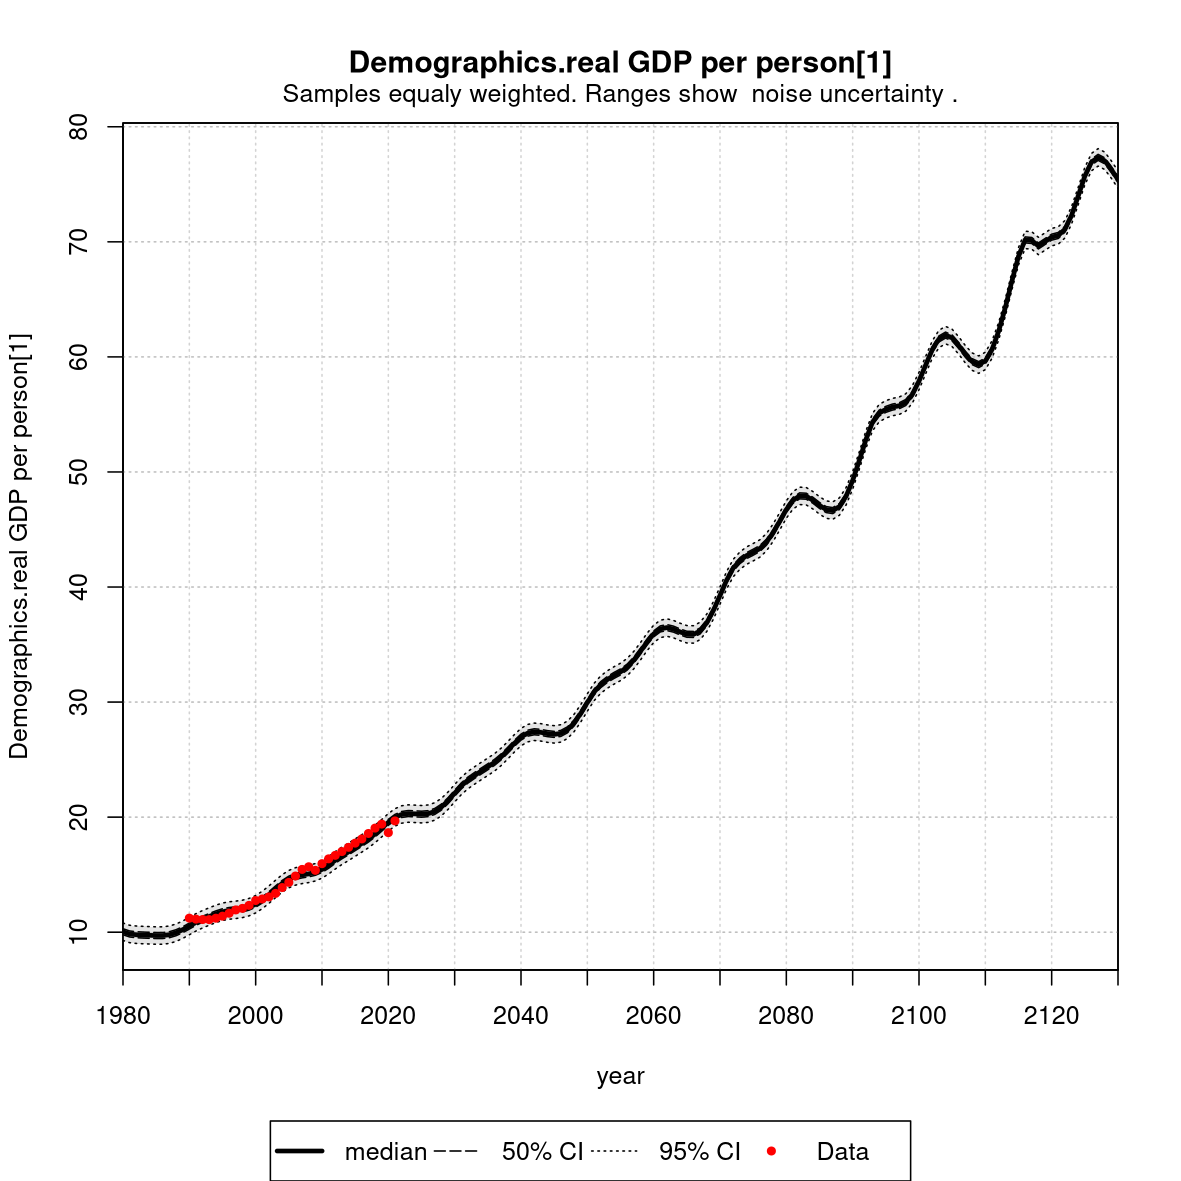 Demographics.real GDP per person[1]
Samples equaly weighted. Ranges show  noise uncertainty .
Demographics.real GDP per person[1]
80
70
60
50
40
30
20
10
1980 2000 2020 2040 2060 2080 2100 2120
year
median 50% CI 95% CI Data